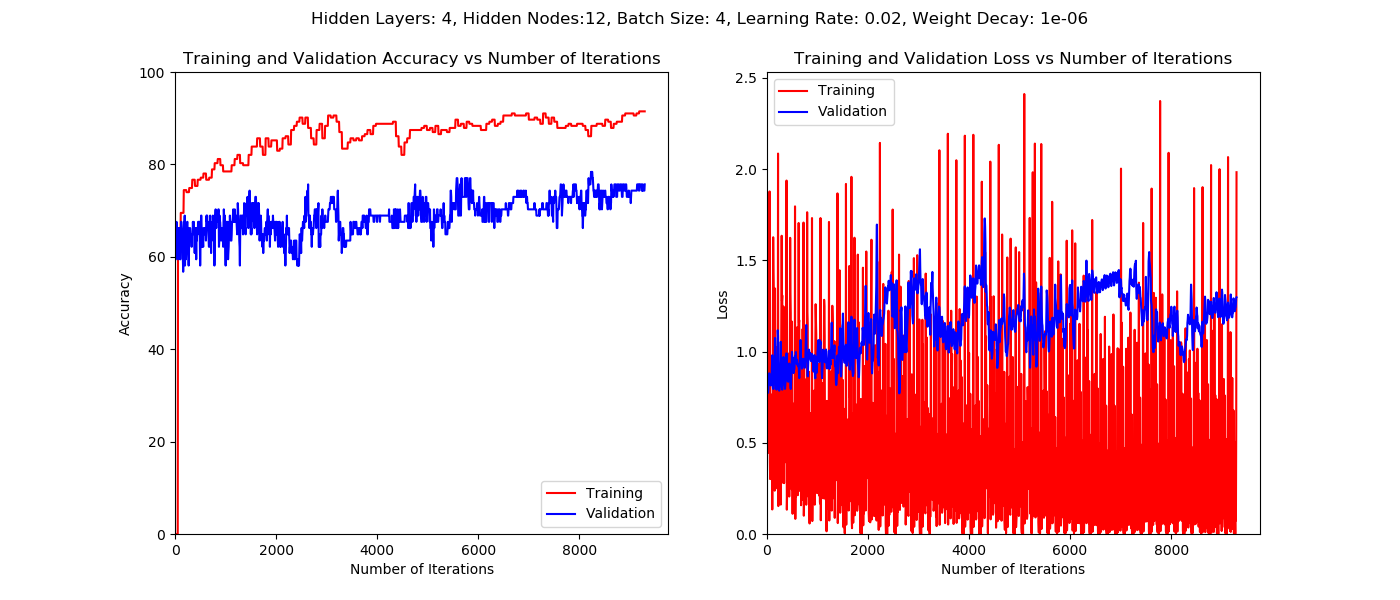 Hidden Layers: 4, Hidden Nodes:12, Batch Size: 4, Learning Rate: 0.02, Weight Decay: 1e-06
Training and Validation Accuracy vs Number of Iterations
100
80
60
40
20
0
Accuracy
0 2000 4000 6000 8000
Number of Iterations
Training
Validation
Training and Validation Loss vs Number of Iterations
Training
Validation
2.5
2.0
1.5
1.0
0.5
0.0
Loss
0 2000 4000 6000 8000
Number of Iterations